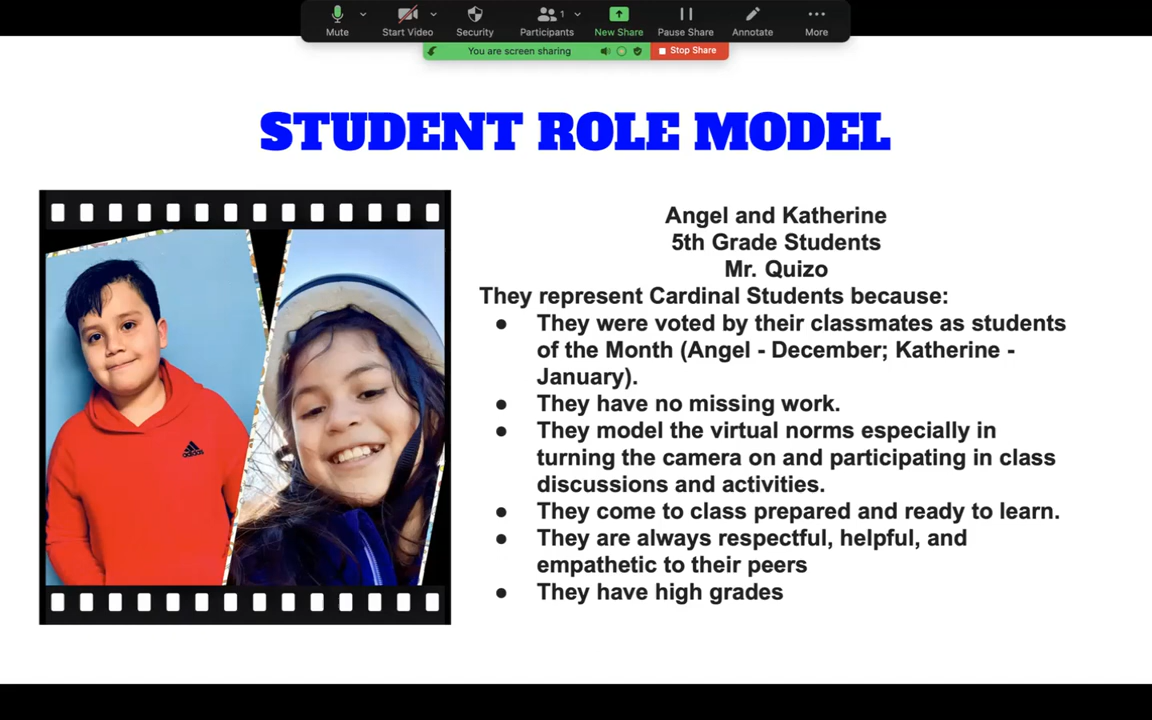 Mute
Start Video
Security
Participants
1
New Share
Pause Share
Annotate
More
You are screen sharing
Stop Share
STUDENT ROLE MODEL
Angel and Katherine
5th Grade Students
Mr. Quizo
They represent Cardinal Students because:
● They were voted by their classmates as students
of the Month (Angel - December; Katherine -
January).
● They have no missing work.
● They model the virtual norms especially in
turning the camera on and participating in class
discussions and activities.
● They come to class prepared and ready to learn.
● They are always respectful, helpful, and
empathetic to their peers
● They have high grades
adidas